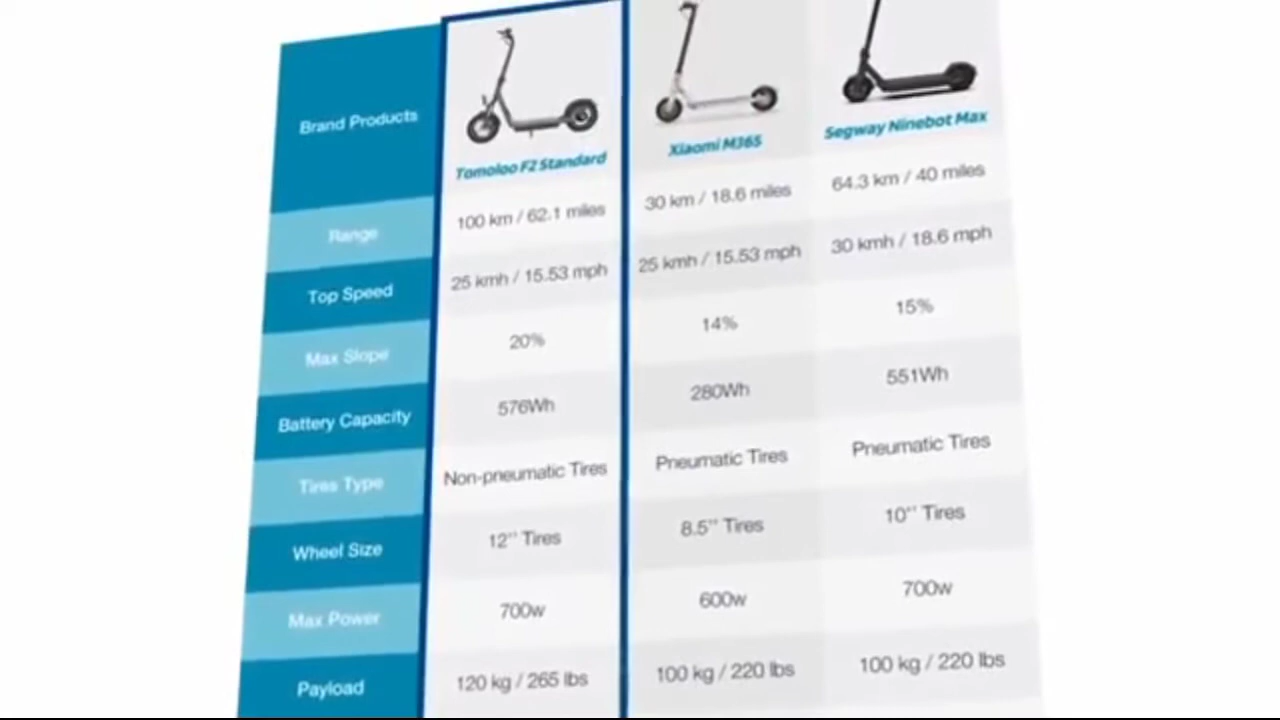 Brand Products
Tomoloo F2 Standard
Xiaomi M365
Segway Ninebot Max
Range
100 km / 62.1 miles
30 km / 18.6 miles
64.3 km / 40 miles
Top Speed
25 kmh / 15.53 mph
25 kmh / 15.53 mph
30 kmh / 18.6 mph
Max Slope
20%
14%
15%
Battery Capacity
576Wh
280Wh
551Wh
Tires Type
Non-pneumatic Tires
Pneumatic Tires
Pneumatic Tires
Wheel Size
12'' Tires
8.5'' Tires
10'' Tires
Max Power
700w
600w
700w
Payload
120 kg / 265 lbs
100 kg / 220 lbs
100 kg / 220 lbs